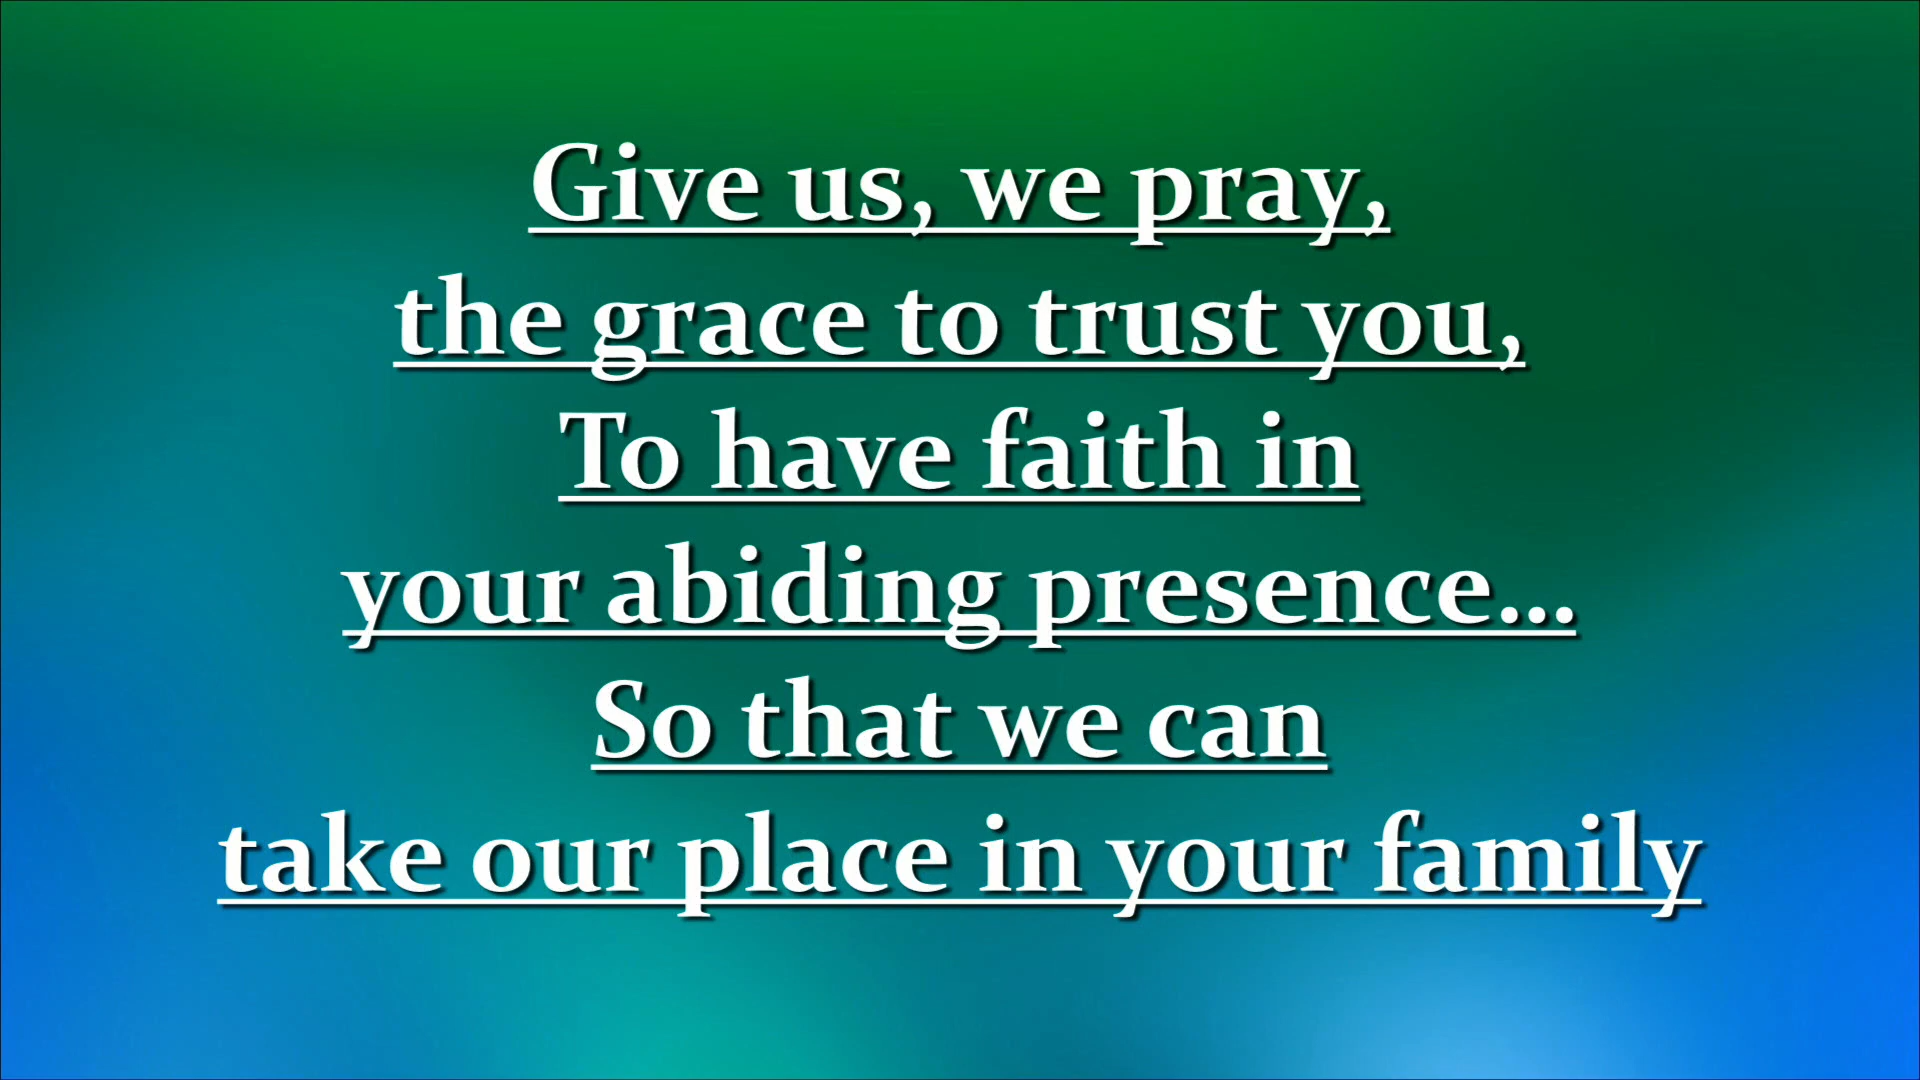 Give us, we pray,
the grace to trust you,
To have faith in
your abiding presence...
So that we can
take our place in your family